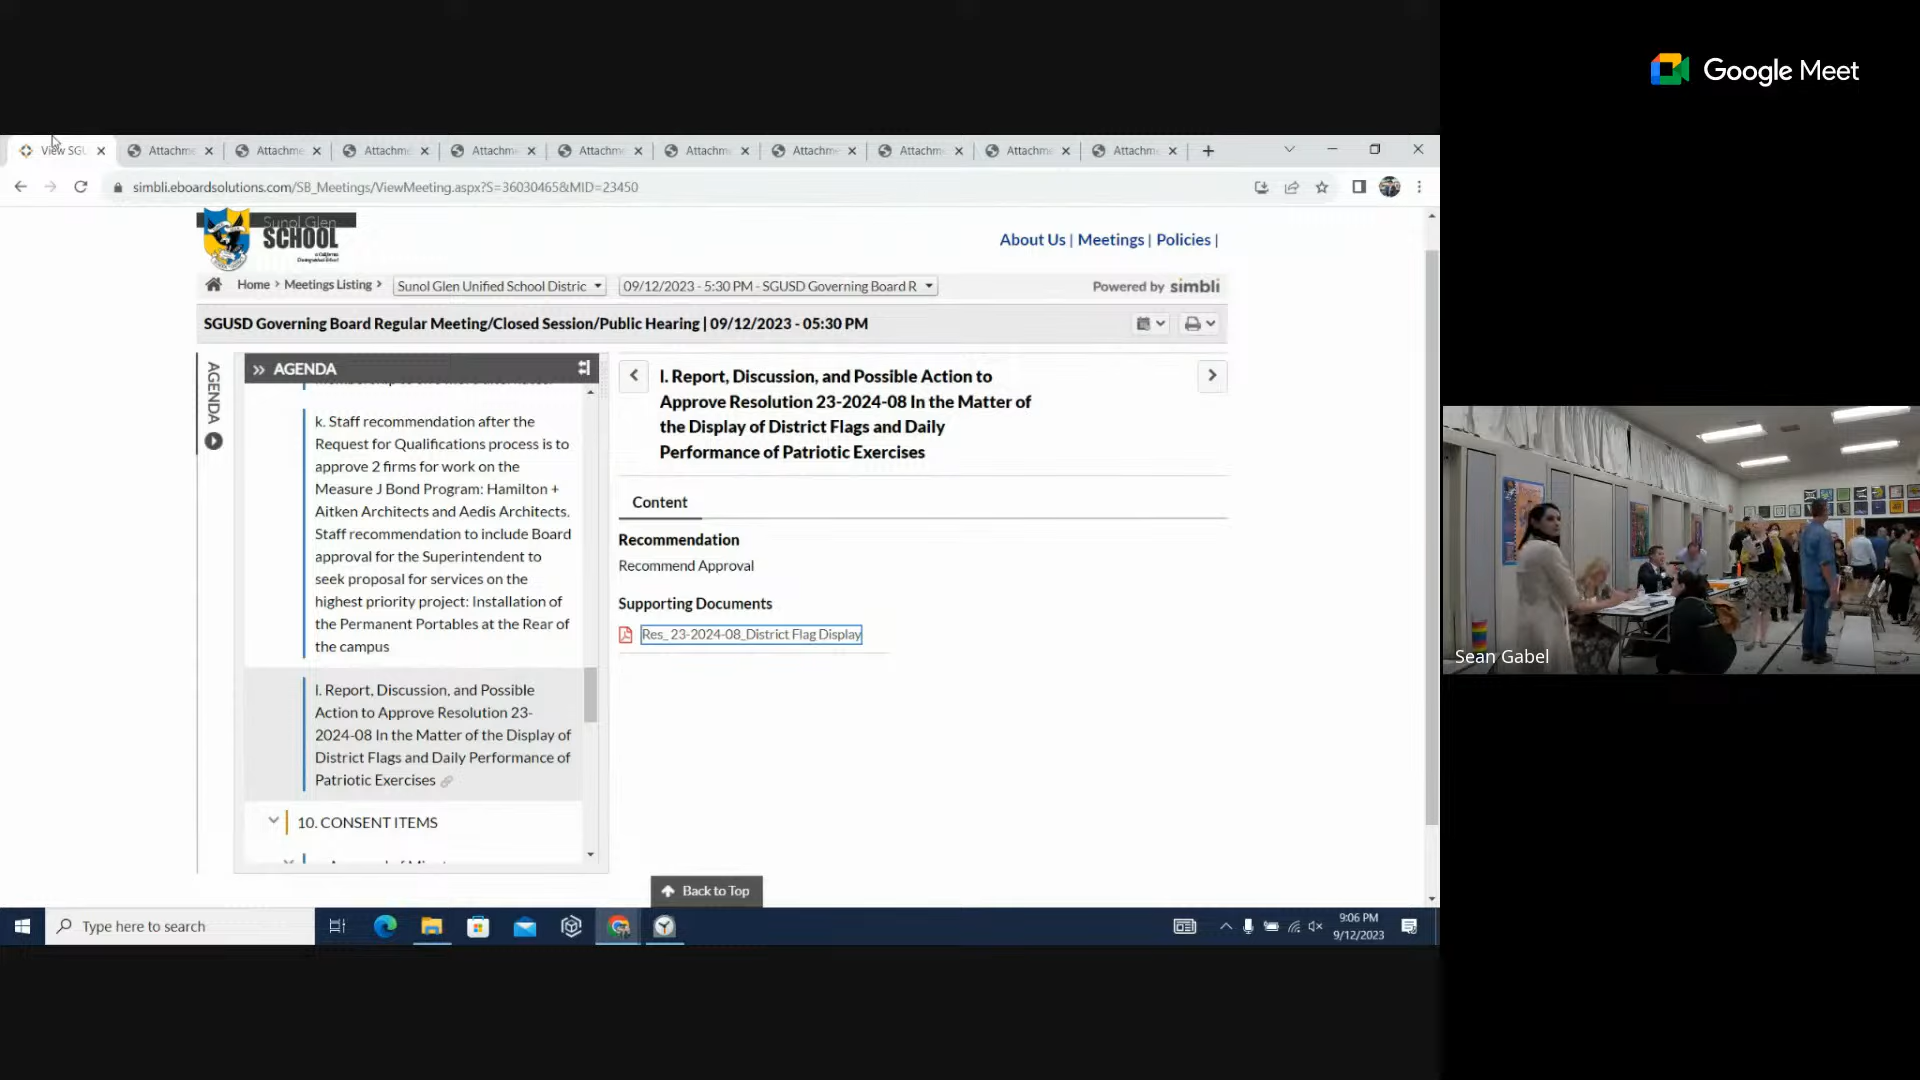 Google Meet
View SGU
Attachme
Attachme
Attachme
Attachme
Attachme
Attachme
Attachme
Attachme
Attachme
Attachme
simbli.eboardsolutions.com/SB_Meetings/ViewMeeting.aspx?S=36030465&MID=23450
Sunol Glen
SCHOOL
About Us | Meetings | Policies |
Home > Meetings Listing >
Sunol Glen Unified School Distric
09/12/2023 - 5:30 PM - SGUSD Governing Board R
Powered by simbli
SGUSD Governing Board Regular Meeting/Closed Session/Public Hearing | 09/12/2023 - 05:30 PM
AGENDA
AGENDA
k. Staff recommendation after the
Request for Qualifications process is to
approve 2 firms for work on the
Measure J Bond Program: Hamilton +
Aitken Architects and Aedis Architects.
Staff recommendation to include Board
approval for the Superintendent to
seek proposal for services on the
highest priority project: Installation of
the Permanent Portables at the Rear of
the campus
l. Report, Discussion, and Possible
Action to Approve Resolution 23-
2024-08 In the Matter of the Display of
District Flags and Daily Performance of
Patriotic Exercises
10. CONSENT ITEMS
l. Report, Discussion, and Possible Action to
Approve Resolution 23-2024-08 In the Matter of
the Display of District Flags and Daily
Performance of Patriotic Exercises
Content
Recommendation
Recommend Approval
Supporting Documents
Res_ 23-2024-08_District Flag Display
Back to Top
Sean Gabel
Type here to search
9:06 PM
9/12/2023